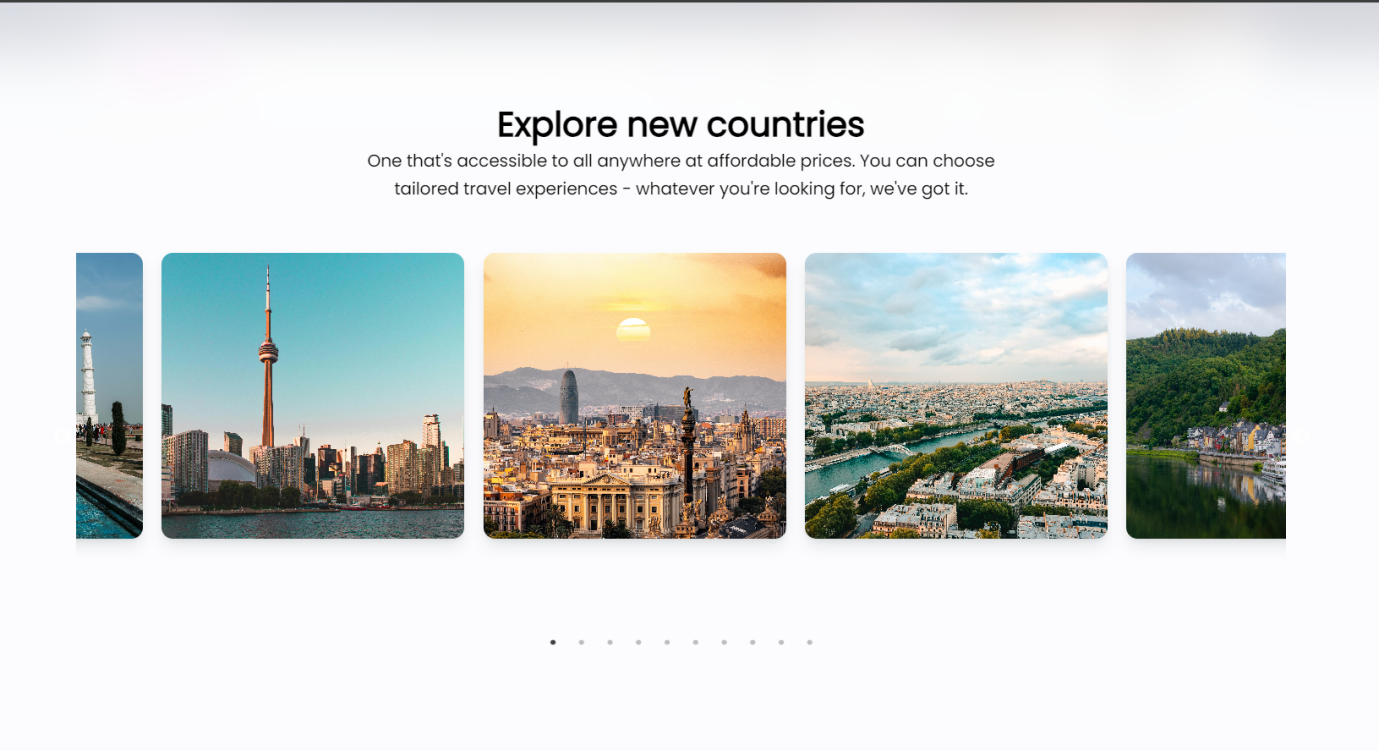 Explore new countries
One that's accessible to all anywhere at affordable prices. You can choose
tailored travel experiences - whatever you're looking for, we've got it.